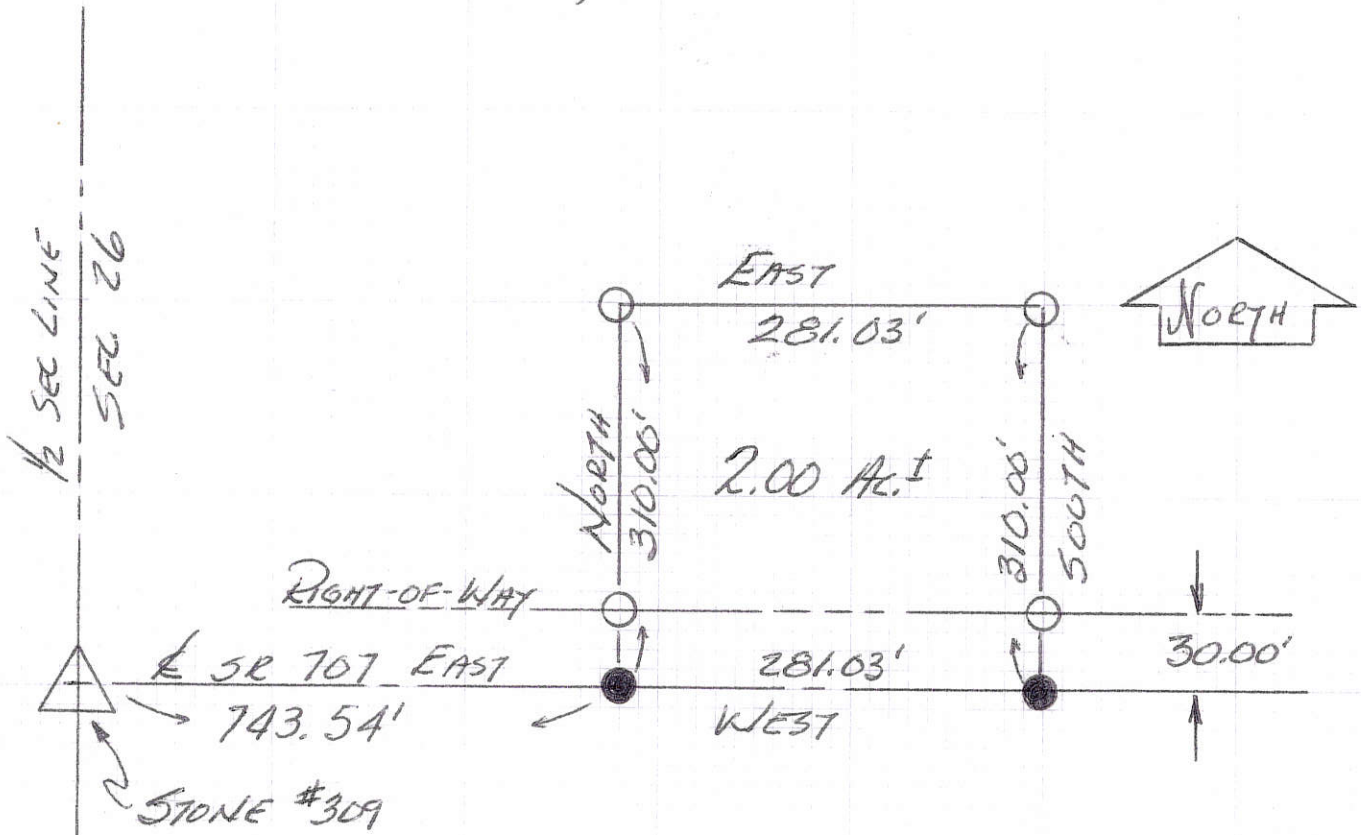 ½ SEC LINE
SEC. 26
EAST
281.03'
NORTH
NORTH
310.00'
2.00 AC.±
310.00'
SOUTH
RIGHT-OF-WAY
30.00'
℄ SR 707 EAST
281.03'
743.54'
WEST
STONE #309